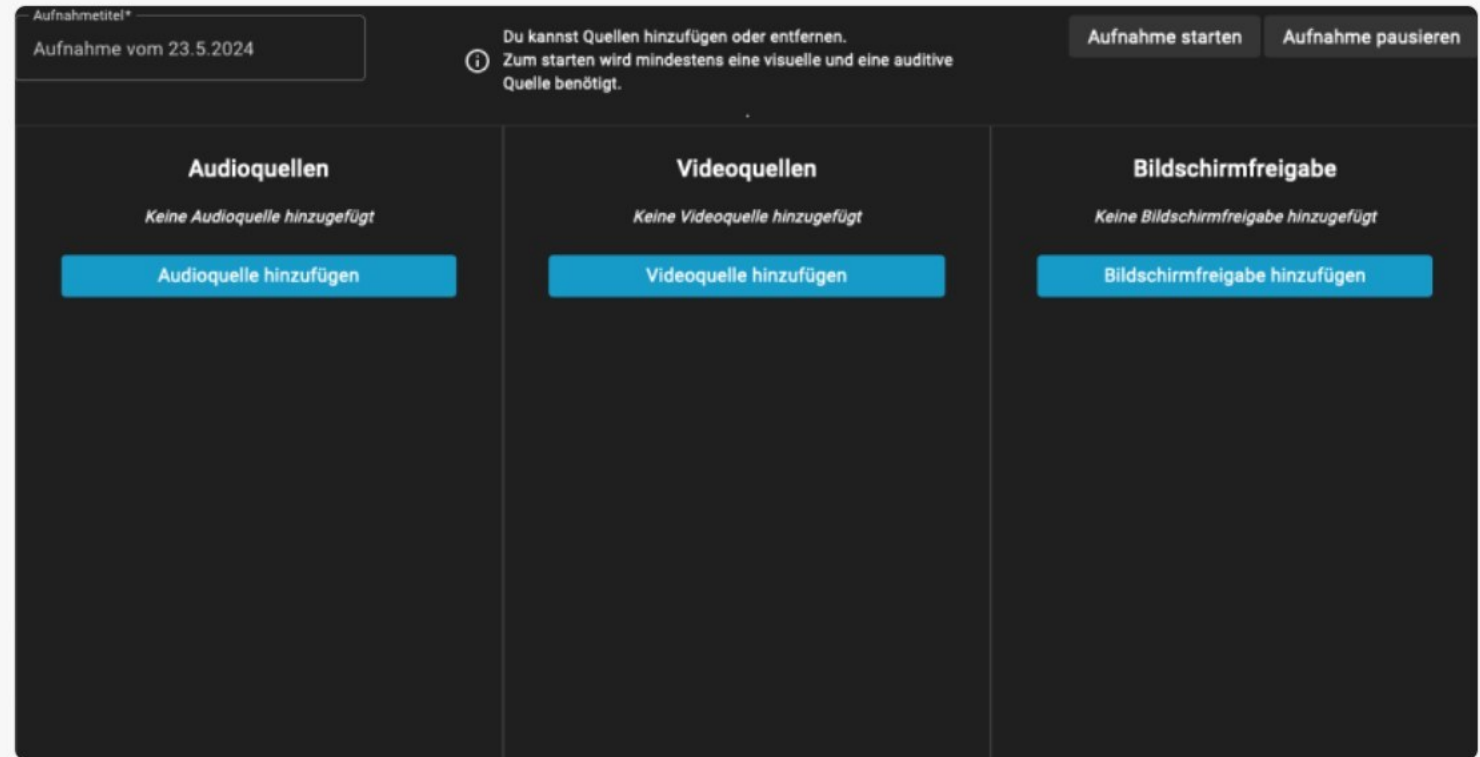 Aufnahmetitel*
Aufnahme vom 23.5.2024
Du kannst Quellen hinzufügen oder entfernen.
Zum starten wird mindestens eine visuelle und eine auditive
Quelle benötigt.
Aufnahme starten
Aufnahme pausieren
Audioquellen
Keine Audioquelle hinzugefügt
Audioquelle hinzufügen
Videoquellen
Keine Videoquelle hinzugefügt
Videoquelle hinzufügen
Bildschirmfreigabe
Keine Bildschirmfreigabe hinzugefügt
Bildschirmfreigabe hinzufügen